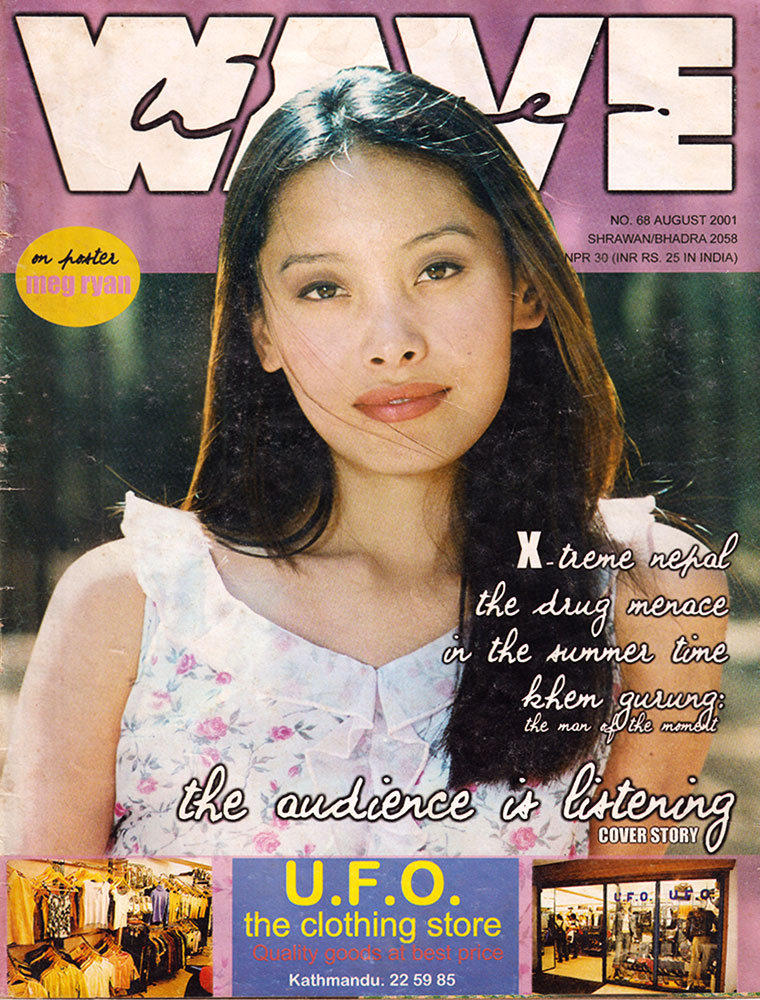 WAVE
wave
NO. 68 AUGUST 2001
SHRAWAN/BHADRA 2058
NPR 30 (INR RS. 25 IN INDIA)
on poster
meg ryan
X-treme nepal
the drug menace
in the summer time
khem gurung:
the man of the moment
the audience is listening
COVER STORY
U.F.O.
the clothing store
Quality goods at best price
Kathmandu. 22 59 85
U.F.O. U.F.O.